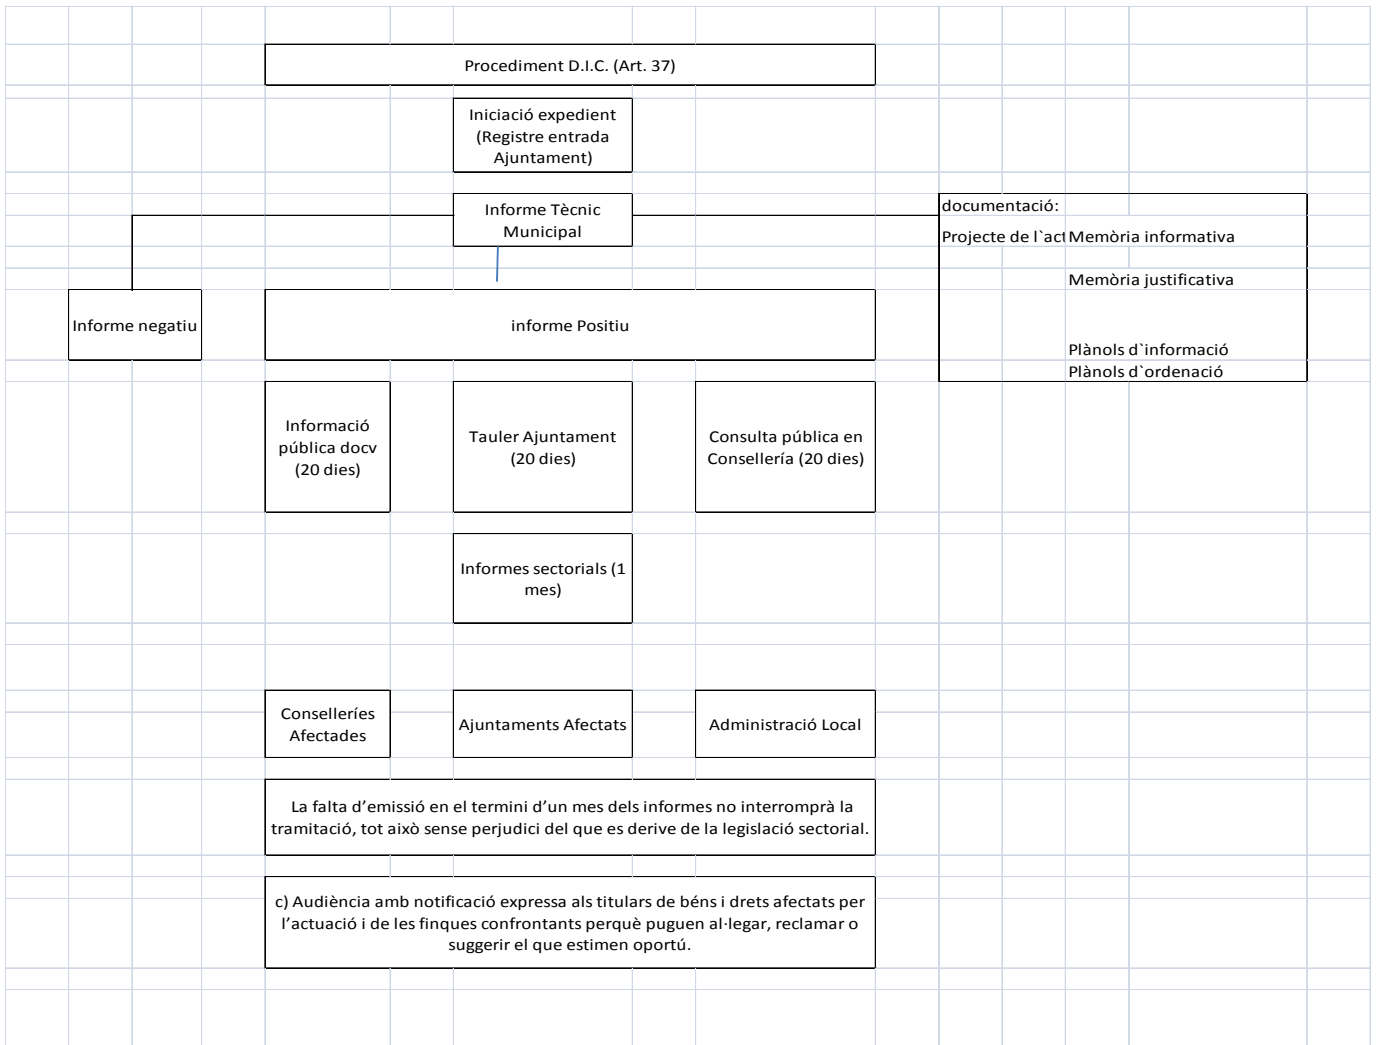 Procediment D.I.C. (Art. 37)
Iniciació expedient
(Registre entrada
Ajuntament)
Informe Tècnic
Municipal
documentació:
Projecte de l`act Memòria informativa
Memòria justificativa
Plànols d`informació
Plànols d`ordenació
Informe negatiu
informe Positiu
Informació
pública docv
(20 dies)
Tauler Ajuntament
(20 dies)
Consulta pública en
Consellería (20 dies)
Informes sectorials (1
mes)
Conselleríes
Afectades
Ajuntaments Afectats
Administració Local
La falta d’emissió en el termini d’un mes dels informes no interromprà la
tramitació, tot això sense perjudici del que es derive de la legislació sectorial.
c) Audiència amb notificació expressa als titulars de béns i drets afectats per
l’actuació i de les finques confrontants perquè puguen al·legar, reclamar o
suggerir el que estimen oportú.